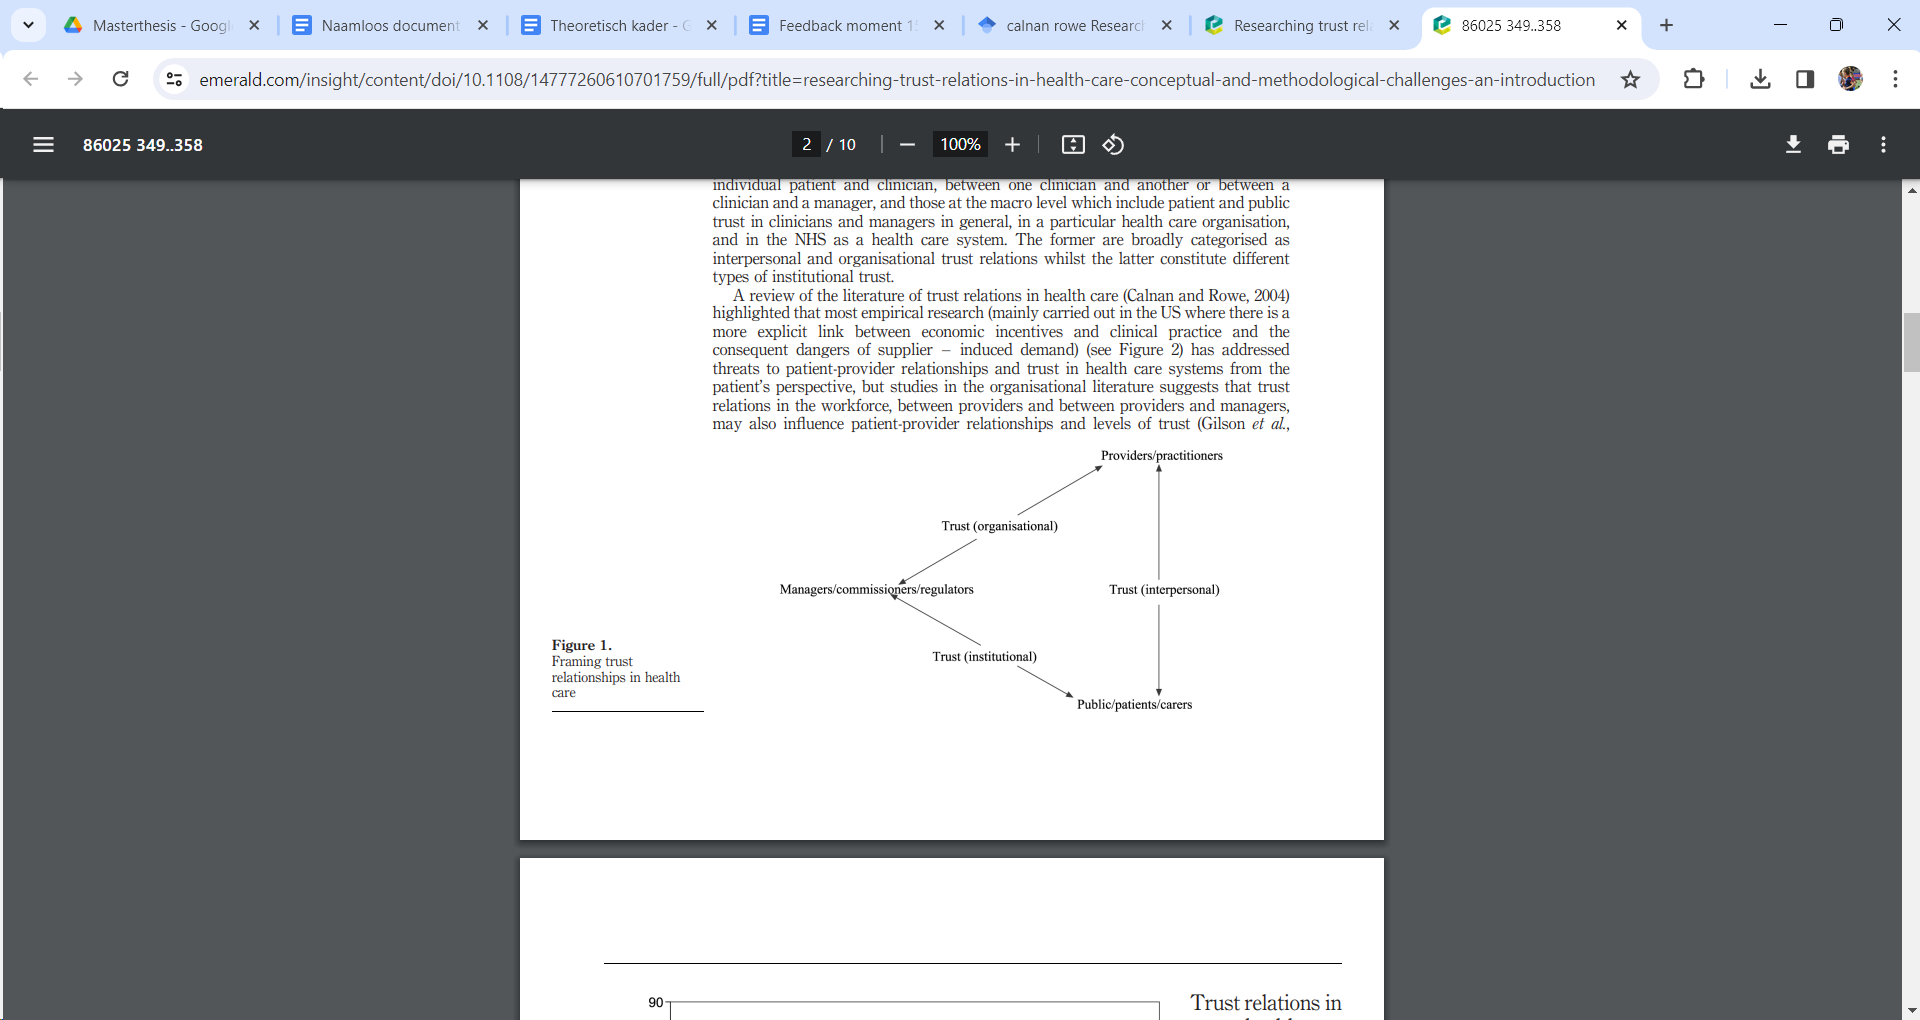 Masterthesis - Googl
Naamloos document
Theoretisch kader - G
Feedback moment 1
calnan rowe Researc
Researching trust rel
86025 349..358
emerald.com/insight/content/doi/10.1108/14777260610701759/full/pdf?title=researching-trust-relations-in-health-care-conceptual-and-methodological-challenges-an-introduction
86025 349..358
2 / 10
100%
individual patient and clinician, between one clinician and another or between a
clinician and a manager, and those at the macro level which include patient and public
trust in clinicians and managers in general, in a particular health care organisation,
and in the NHS as a health care system. The former are broadly categorised as
interpersonal and organisational trust relations whilst the latter constitute different
types of institutional trust.
A review of the literature of trust relations in health care (Calnan and Rowe, 2004)
highlighted that most empirical research (mainly carried out in the US where there is a
more explicit link between economic incentives and clinical practice and the
consequent dangers of supplier – induced demand) (see Figure 2) has addressed
threats to patient-provider relationships and trust in health care systems from the
patient's perspective, but studies in the organisational literature suggests that trust
relations in the workforce, between providers and between providers and managers,
may also influence patient-provider relationships and levels of trust (Gilson et al.,
Providers/practitioners
Trust (organisational)
Managers/commissioners/regulators
Trust (interpersonal)
Trust (institutional)
Public/patients/carers
Figure 1.
Framing trust
relationships in health
care
90
Trust relations in